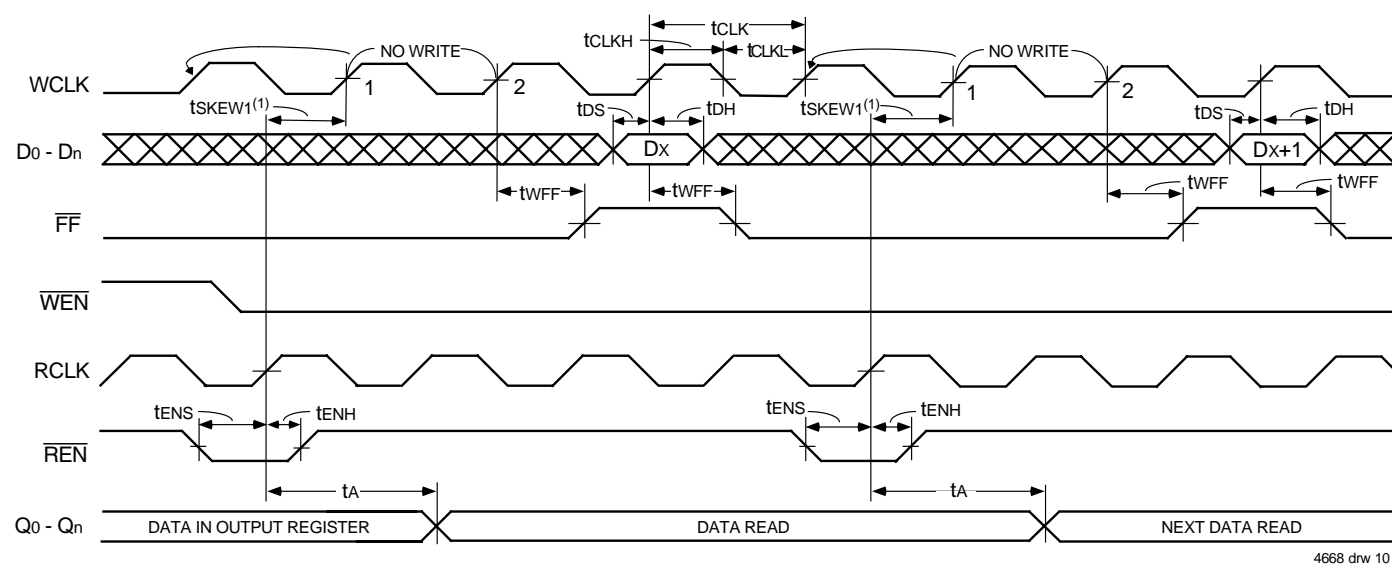 tCLK
tCLKH
tCLKL
NO WRITE
NO WRITE
WCLK
1
2
1
2
tSKEW1(1)
tDS
tDH
tSKEW1(1)
tDS
tDH
D0 - Dn
DX
DX+1
tWFF
tWFF
tWFF
tWFF
FF
WEN
RCLK
tENS
tENH
tENS
tENH
REN
tA
tA
Q0 - Qn
DATA IN OUTPUT REGISTER
DATA READ
NEXT DATA READ
4668 drw 10